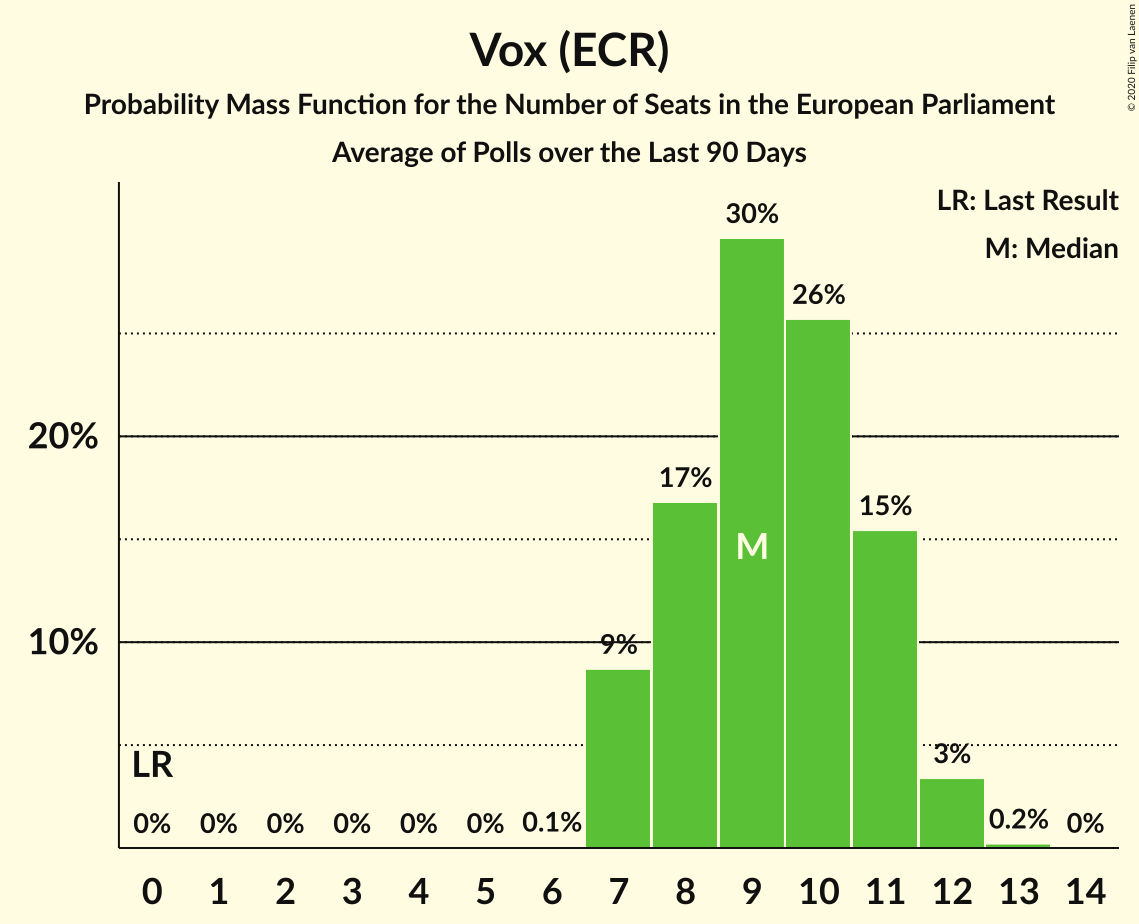 Vox (ECR)
Probability Mass Function for the Number of Seats in the European Parliament
Average of Polls over the Last 90 Days
© 2020 Filip van Laenen
LR: Last Result
M: Median
30%
26%
20%
17%
15%
M
10%
9%
LR
3%
0% 0% 0% 0% 0% 0% 0.1% 0.2% 0%
0 1 2 3 4 5 6 7 8 9 10 11 12 13 14